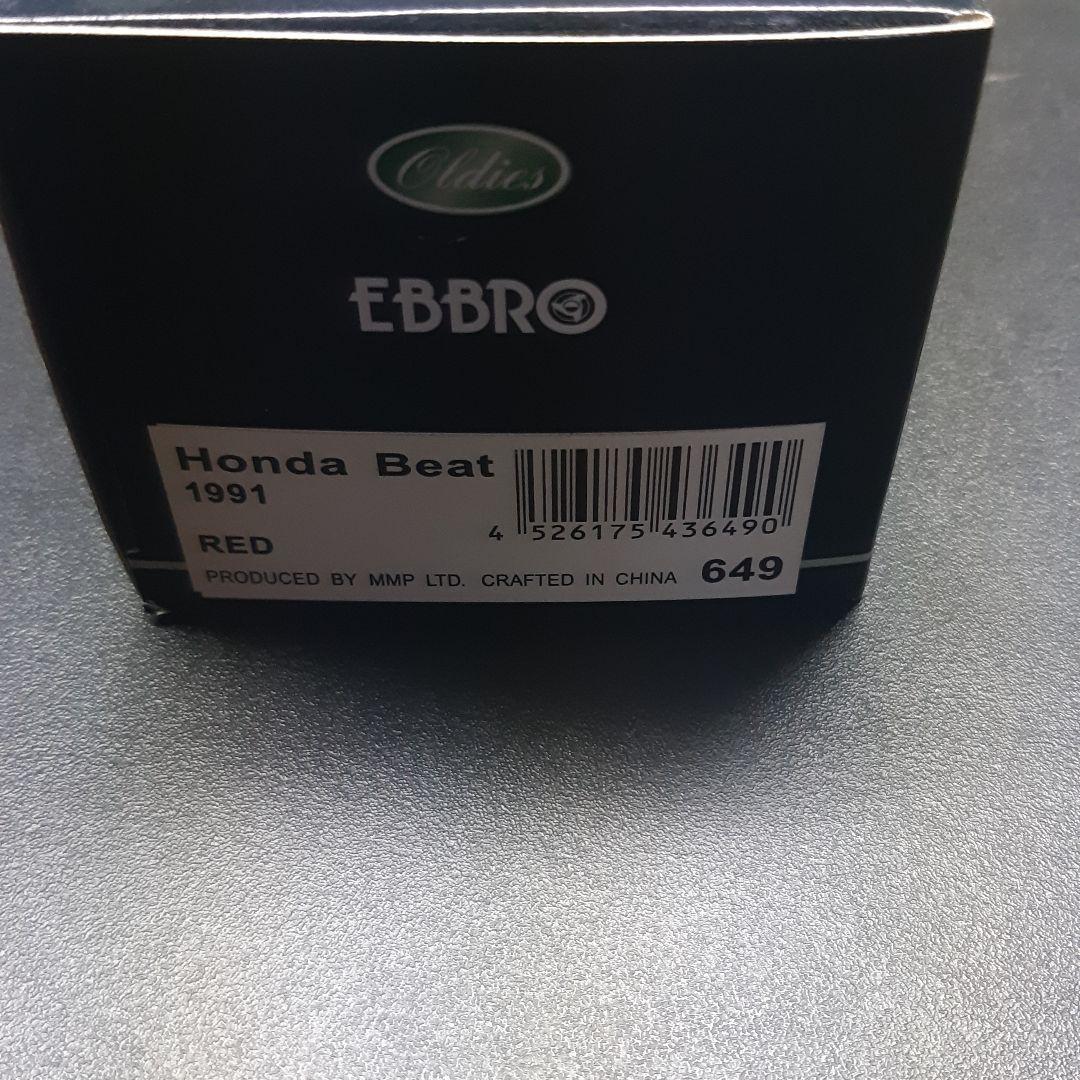 Oldies
EBBRO
Honda Beat
1991
4 526175 436490
RED
PRODUCED BY MMP LTD. CRAFTED IN CHINA 649